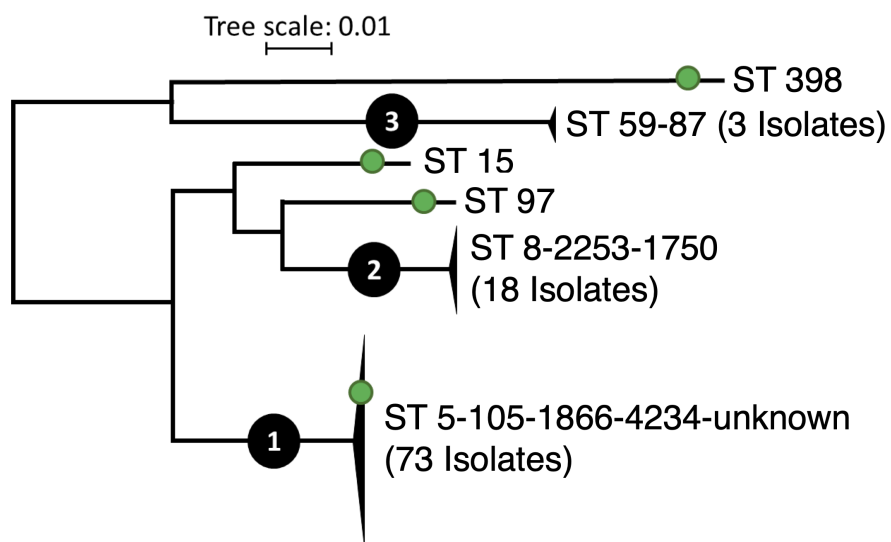 Tree scale: 0.01
ST 398
3
ST 59-87 (3 Isolates)
ST 15
ST 97
ST 8-2253-1750
2
(18 Isolates)
ST 5-105-1866-4234-unknown
1
(73 Isolates)